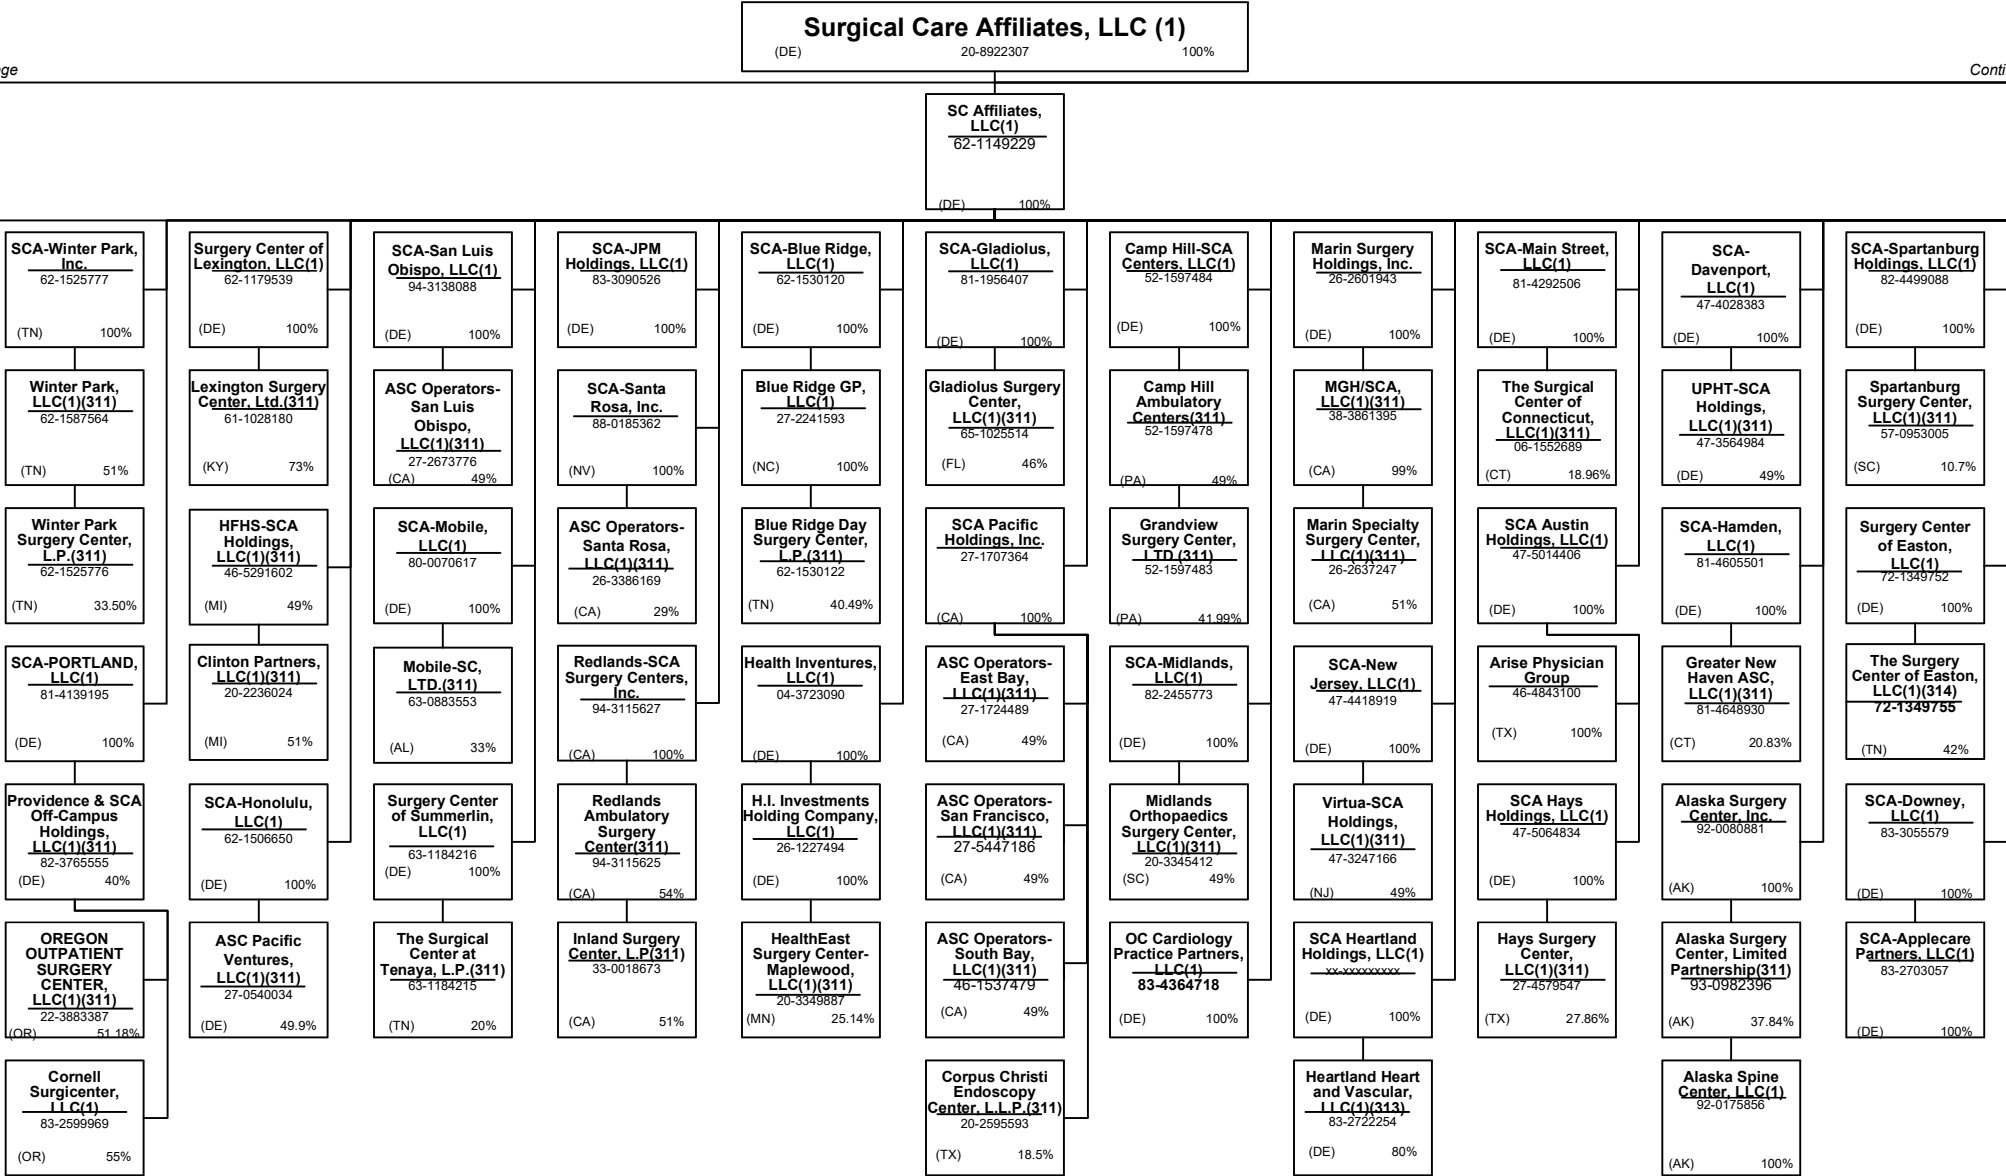 Surgical Care Affiliates, LLC (1)
(DE) 20-8922307 100%
nge
Conti
SC Affiliates,
LLC(1)
62-1149229
(DE) 100%
SCA-Winter Park,
Inc.
62-1525777
(TN) 100%
Winter Park,
LLC(1)(311)
62-1587564
(TN) 51%
Winter Park
Surgery Center,
L.P.(311)
62-1525776
(TN) 33.50%
SCA-PORTLAND,
LLC(1)
81-4139195
(DE) 100%
Providence & SCA
Off-Campus
Holdings,
LLC(1)(311)
82-3765555
(DE) 40%
OREGON
OUTPATIENT
SURGERY
CENTER,
LLC(1)(311)
22-3883387
(OR) 51.18%
Cornell
Surgicenter,
LLC(1)
83-2599969
(OR) 55%
Surgery Center of
Lexington, LLC(1)
62-1179539
(DE) 100%
Lexington Surgery
Center, Ltd.(311)
61-1028180
(KY) 73%
HFHS-SCA
Holdings,
LLC(1)(311)
46-5291602
(MI) 49%
Clinton Partners,
LLC(1)(311)
20-2236024
(MI) 51%
SCA-Honolulu,
LLC(1)
62-1506650
(DE) 100%
ASC Pacific
Ventures,
LLC(1)(311)
27-0540034
(DE) 49.9%
SCA-San Luis
Obispo, LLC(1)
94-3138088
(DE) 100%
ASC Operators-
San Luis
Obispo,
LLC(1)(311)
27-2673776
(CA) 49%
SCA-Mobile,
LLC(1)
80-0070617
(DE) 100%
Mobile-SC,
LTD.(311)
63-0883553
(AL) 33%
Surgery Center
of Summerlin,
LLC(1)
63-1184216
(DE) 100%
The Surgical
Center at
Tenaya, L.P.(311)
63-1184215
(TN) 20%
SCA-JPM
Holdings, LLC(1)
83-3090526
(DE) 100%
SCA-Santa
Rosa, Inc.
88-0185362
(NV) 100%
ASC Operators-
Santa Rosa,
LLC(1)(311)
26-3386169
(CA) 29%
Redlands-SCA
Surgery Centers,
Inc.
94-3115627
(CA) 100%
Redlands
Ambulatory
Surgery
Center(311)
94-3115625
(CA) 54%
Inland Surgery
Center, L.P(311)
33-0018673
(CA) 51%
SCA-Blue Ridge,
LLC(1)
62-1530120
(DE) 100%
Blue Ridge GP,
LLC(1)
27-2241593
(NC) 100%
Blue Ridge Day
Surgery Center,
L.P.(311)
62-1530122
(TN) 40.49%
Health Inventures,
LLC(1)
04-3723090
(DE) 100%
H.I. Investments
Holding Company,
LLC(1)
26-1227494
(DE) 100%
HealthEast
Surgery Center-
Maplewood,
LLC(1)(311)
20-3349887
(MN) 25.14%
SCA-Gladiolus,
LLC(1)
81-1956407
(DE) 100%
Gladiolus Surgery
Center,
LLC(1)(311)
65-1025514
(FL) 46%
SCA Pacific
Holdings, Inc.
27-1707364
(CA) 100%
ASC Operators-
East Bay,
LLC(1)(311)
27-1724489
(CA) 49%
ASC Operators-
San Francisco,
LLC(1)(311)
27-5447186
(CA) 49%
ASC Operators-
South Bay,
LLC(1)(311)
46-1537479
(CA) 49%
Corpus Christi
Endoscopy
Center, L.L.P.(311)
20-2595593
(TX) 18.5%
Camp Hill-SCA
Centers, LLC(1)
52-1597484
(DE) 100%
Camp Hill
Ambulatory
Centers(311)
52-1597478
(PA) 49%
Grandview
Surgery Center,
LTD.(311)
52-1597483
(PA) 41.99%
SCA-Midlands,
LLC(1)
82-2455773
(DE) 100%
Midlands
Orthopaedics
Surgery Center,
LLC(1)(311)
20-3345412
(SC) 49%
OC Cardiology
Practice Partners,
LLC(1)
83-4364718
(DE) 100%
Marin Surgery
Holdings, Inc.
26-2601943
(DE) 100%
MGH/SCA,
LLC(1)(311)
38-3861395
(CA) 99%
Marin Specialty
Surgery Center,
LLC(1)(311)
26-2637247
(CA) 51%
SCA-New
Jersey, LLC(1)
47-4418919
(DE) 100%
Virtua-SCA
Holdings,
LLC(1)(311)
47-3247166
(NJ) 49%
SCA Heartland
Holdings, LLC(1)
xx-xxxxxxxxx
(DE) 100%
Heartland Heart
and Vascular,
LLC(1)(313)
83-2722254
(DE) 80%
SCA-Main Street,
LLC(1)
81-4292506
(DE) 100%
The Surgical
Center of
Connecticut,
LLC(1)(311)
06-1552689
(CT) 18.96%
SCA Austin
Holdings, LLC(1)
47-5014406
(DE) 100%
Arise Physician
Group
46-4843100
(TX) 100%
SCA Hays
Holdings, LLC(1)
47-5064834
(DE) 100%
Hays Surgery
Center,
LLC(1)(311)
27-4579547
(TX) 27.86%
SCA-
Davenport,
LLC(1)
47-4028383
(DE) 100%
UPHT-SCA
Holdings,
LLC(1)(311)
47-3564984
(DE) 49%
SCA-Hamden,
LLC(1)
81-4605501
(DE) 100%
Greater New
Haven ASC,
LLC(1)(311)
81-4648930
(CT) 20.83%
Alaska Surgery
Center, Inc.
92-0080881
(AK) 100%
Alaska Surgery
Center, Limited
Partnership(311)
93-0982396
(AK) 37.84%
Alaska Spine
Center, LLC(1)
92-0175856
(AK) 100%
SCA-Spartanburg
Holdings, LLC(1)
82-4499088
(DE) 100%
Spartanburg
Surgery Center,
LLC(1)(311)
57-0953005
(SC) 10.7%
Surgery Center
of Easton,
LLC(1)
72-1349752
(DE) 100%
The Surgery
Center of Easton,
LLC(1)(314)
72-1349755
(TN) 42%
SCA-Downey,
LLC(1)
83-3055579
(DE) 100%
SCA-Applecare
Partners, LLC(1)
83-2703057
(DE) 100%